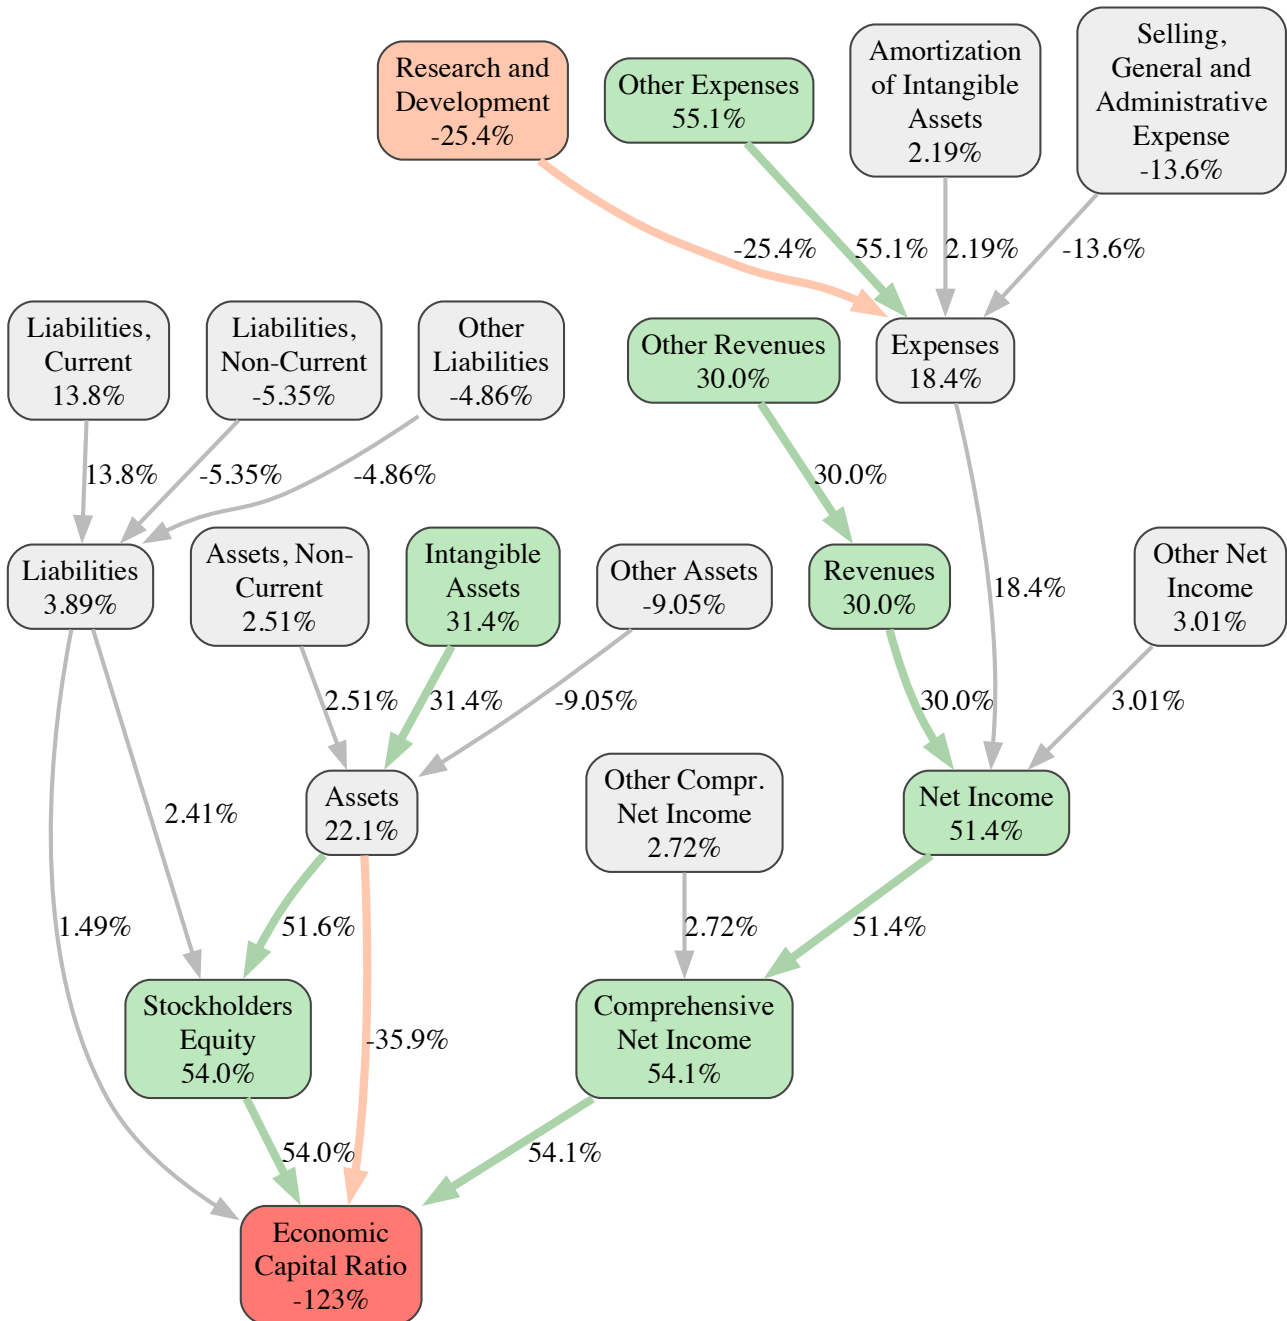 Research and
Development
-25.4%
Other Expenses
55.1%
Amortization
of Intangible
Assets
2.19%
Selling,
General and
Administrative
Expense
-13.6%
-25.4%
55.1%
2.19%
-13.6%
Liabilities,
Current
13.8%
Liabilities,
Non-Current
-5.35%
Other
Liabilities
-4.86%
Other Revenues
30.0%
Expenses
18.4%
13.8%
-5.35%
-4.86%
30.0%
Liabilities
3.89%
Assets, Non-
Current
2.51%
Intangible
Assets
31.4%
Other Assets
-9.05%
Revenues
30.0%
18.4%
Other Net
Income
3.01%
2.51%
31.4%
-9.05%
30.0%
3.01%
2.41%
Assets
22.1%
Other Compr.
Net Income
2.72%
Net Income
51.4%
1.49%
51.6%
2.72%
51.4%
Stockholders
Equity
54.0%
-35.9%
Comprehensive
Net Income
54.1%
54.0%
54.1%
Economic
Capital Ratio
-123%